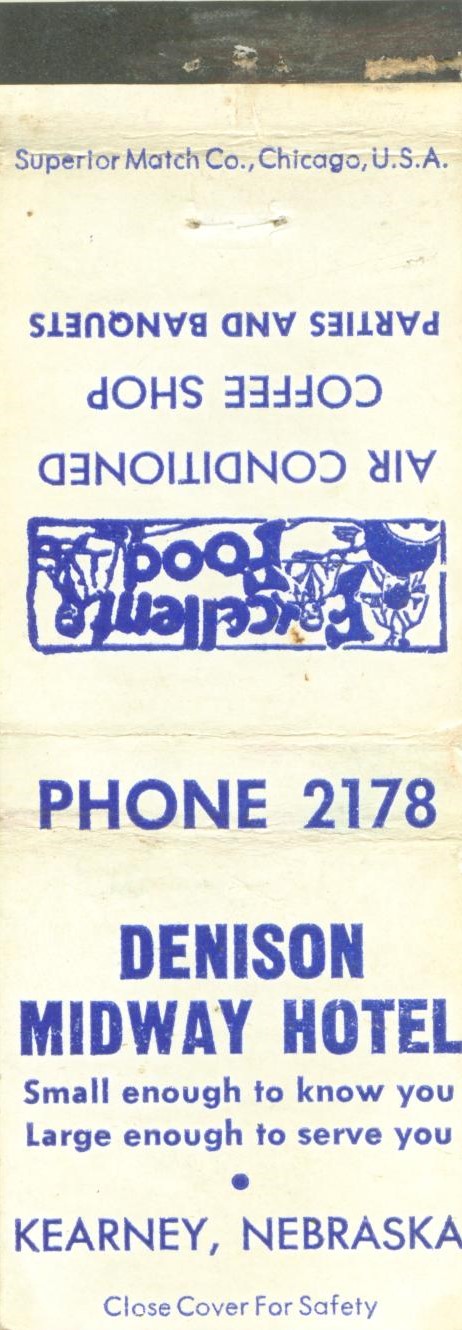 Superior Match Co., Chicago, U.S.A.
Excellente
Food
AIR CONDITIONED
COFFEE SHOP
PARTIES AND BANQUETS
PHONE 2178
DENISON
MIDWAY HOTEL
Small enough to know you
Large enough to serve you
•
KEARNEY, NEBRASKA
Close Cover For Safety